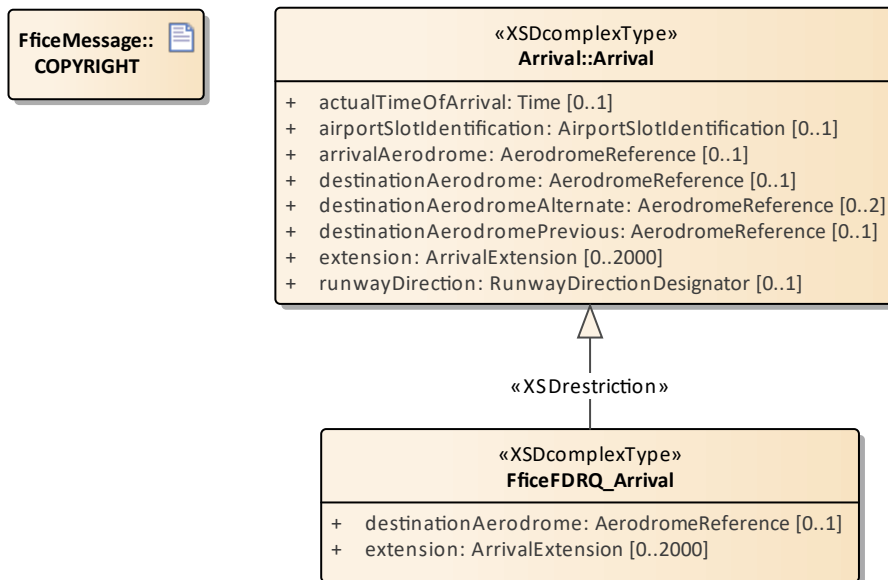 FficeMessage::
COPYRIGHT
«XSDcomplexType»
Arrival::Arrival
+ actualTimeOfArrival: Time [0..1]
+ airportSlotIdentification: AirportSlotIdentification [0..1]
+ arrivalAerodrome: AerodromeReference [0..1]
+ destinationAerodrome: AerodromeReference [0..1]
+ destinationAerodromeAlternate: AerodromeReference [0..2]
+ destinationAerodromePrevious: AerodromeReference [0..1]
+ extension: ArrivalExtension [0..2000]
+ runwayDirection: RunwayDirectionDesignator [0..1]
«XSDrestriction»
«XSDcomplexType»
FficeFDRQ_Arrival
+ destinationAerodrome: AerodromeReference [0..1]
+ extension: ArrivalExtension [0..2000]